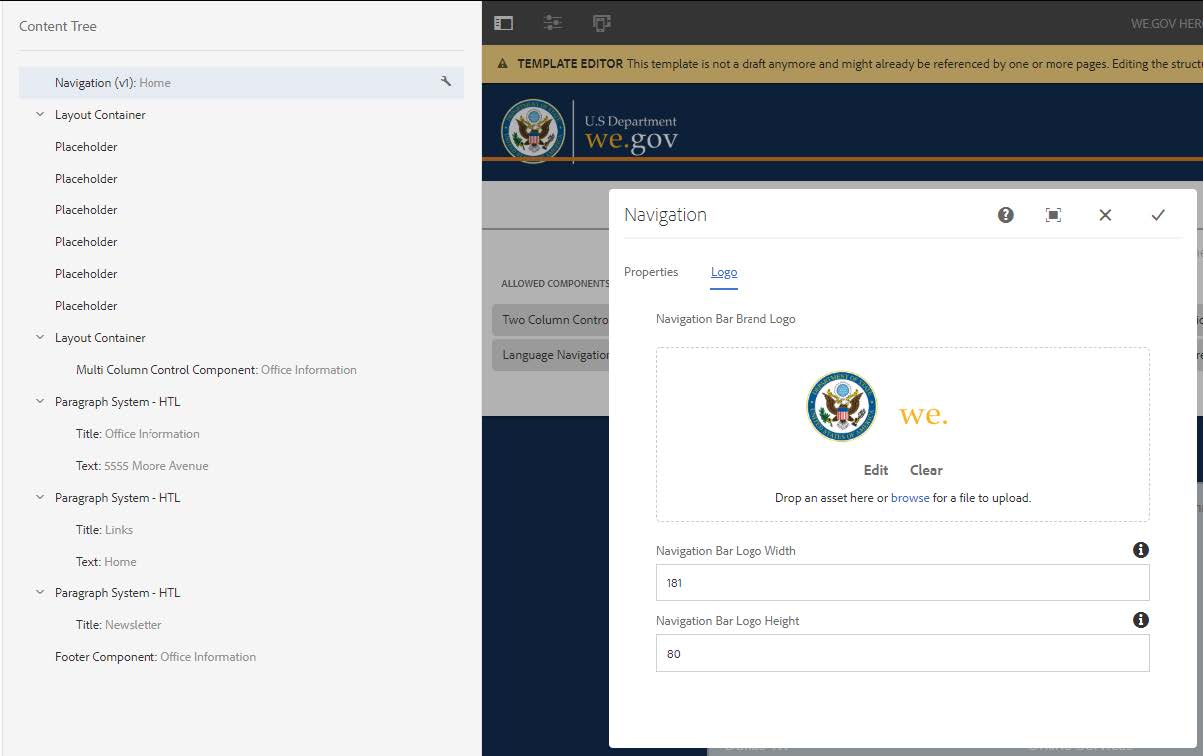 Content Tree
Navigation (v1): Home
Layout Container
Placeholder
Placeholder
Placeholder
Placeholder
Placeholder
Placeholder
Layout Container
Multi Column Control Component: Office Information
Paragraph System - HTL
Title: Office Information
Text: 5555 Moore Avenue
Paragraph System - HTL
Title: Links
Text: Home
Paragraph System - HTL
Title: Newsletter
Footer Component: Office Information
WE.GOV HER
TEMPLATE EDITOR This template is not a draft anymore and might already be referenced by one or more pages. Editing the struct
U.S Department
we.gov
ALLOWED COMPONENTS
Two Column Contro
Language Navigation
Navigation
Properties Logo
Navigation Bar Brand Logo
we.
Edit Clear
Drop an asset here or browse for a file to upload.
Navigation Bar Logo Width
181
Navigation Bar Logo Height
80